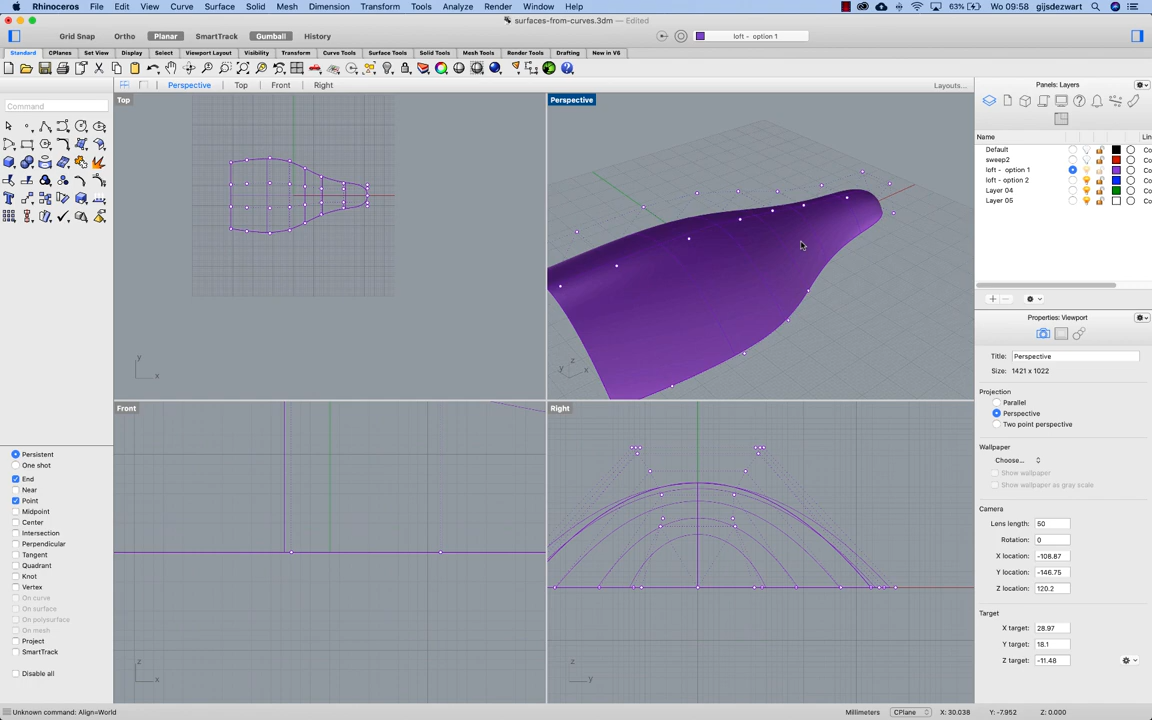 Rhinoceros File Edit View Curve Surface Solid Mesh Dimension Transform Tools Analyze Render Window Help 63% Wo 09:58 gijsdezwart
surfaces-from-curves.3dm — Edited
Grid Snap Ortho Planar SmartTrack Gumball History loft - option 1
Standard CPlanes Set View Display Select Viewport Layout Visibility Transform Curve Tools Surface Tools Solid Tools Mesh Tools Render Tools Drafting New in V6
Perspective Top Front Right Layouts... Panels: Layers
Command
Top
Perspective
Name Lin
Default Co
sweep2 Co
loft - option 1 Co
loft - option 2 Co
Layer 04 Co
Layer 05 Co
y
x
z
y
x
Properties: Viewport
Title: Perspective
Size: 1421 x 1022
Projection
Parallel
Perspective
Two point perspective
Wallpaper
Choose...
Show wallpaper
Show wallpaper as gray scale
Camera
Lens length: 50
Rotation: 0
X location: -108.87
Y location: -146.75
Z location: 120.2
Target
X target: 28.97
Y target: 18.1
Z target: -11.48
Front
Right
Persistent
One shot
End
Near
Point
Midpoint
Center
Intersection
Perpendicular
Tangent
Quadrant
Knot
Vertex
On curve
On surface
On polysurface
On mesh
Project
SmartTrack
Disable all
z
x
z
y
Unknown command: Align=World Millimeters CPlane X: 30.038 Y: -7.952 Z: 0.000